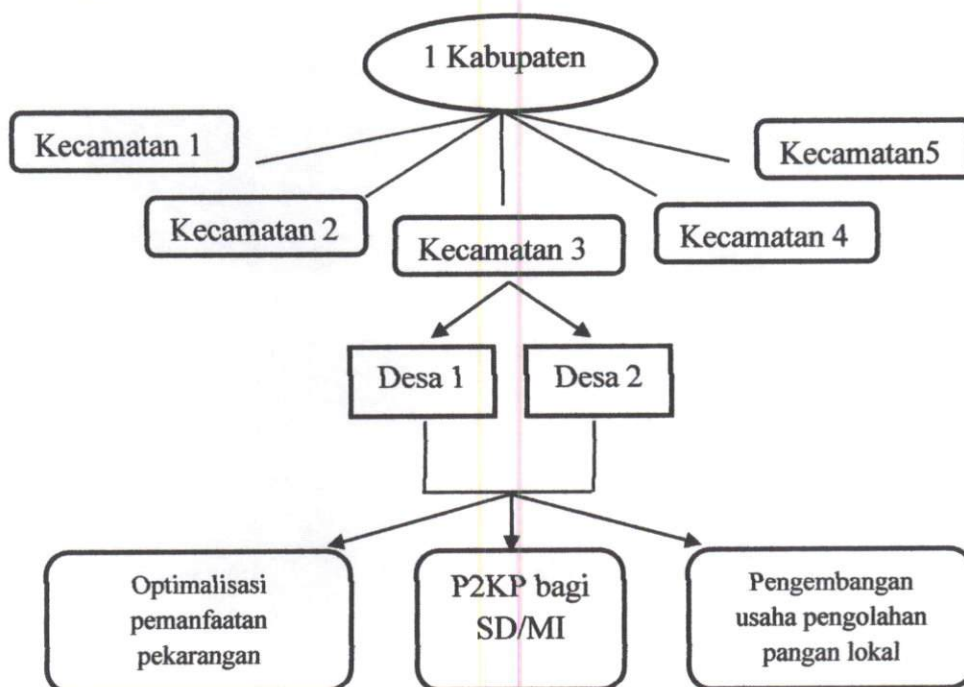 1 Kabupaten
Kecamatan 1
Kecamatan5
Kecamatan 2
Kecamatan 4
Kecamatan 3
Desa 1
Desa 2
Optimalisasi
pemanfaatan
pekarangan
P2KP bagi
SD/MI
Pengembangan
usaha pengolahan
pangan lokal